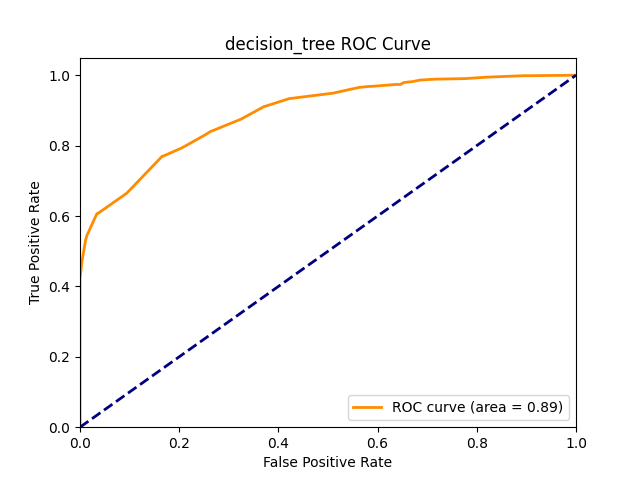 decision_tree ROC Curve
1.0
0.8
0.6
0.4
0.2
0.0
True Positive Rate
ROC curve (area = 0.89)
0.0 0.2 0.4 0.6 0.8 1.0
False Positive Rate